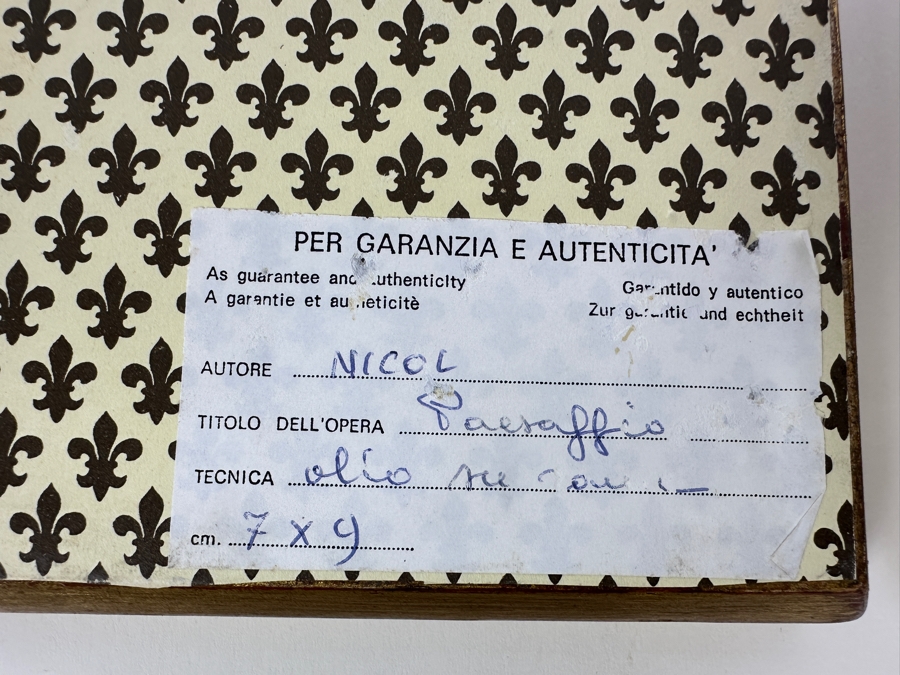 PER GARANZIA E AUTENTICITA'
As guarantee and authenticity
A garantie et auteticitè
Garantido y autentico
Zur garantie und echtheit
AUTORE NICOL
TITOLO DELL'OPERA Paesaggio
TECNICA olio su
cm. 7 x 9